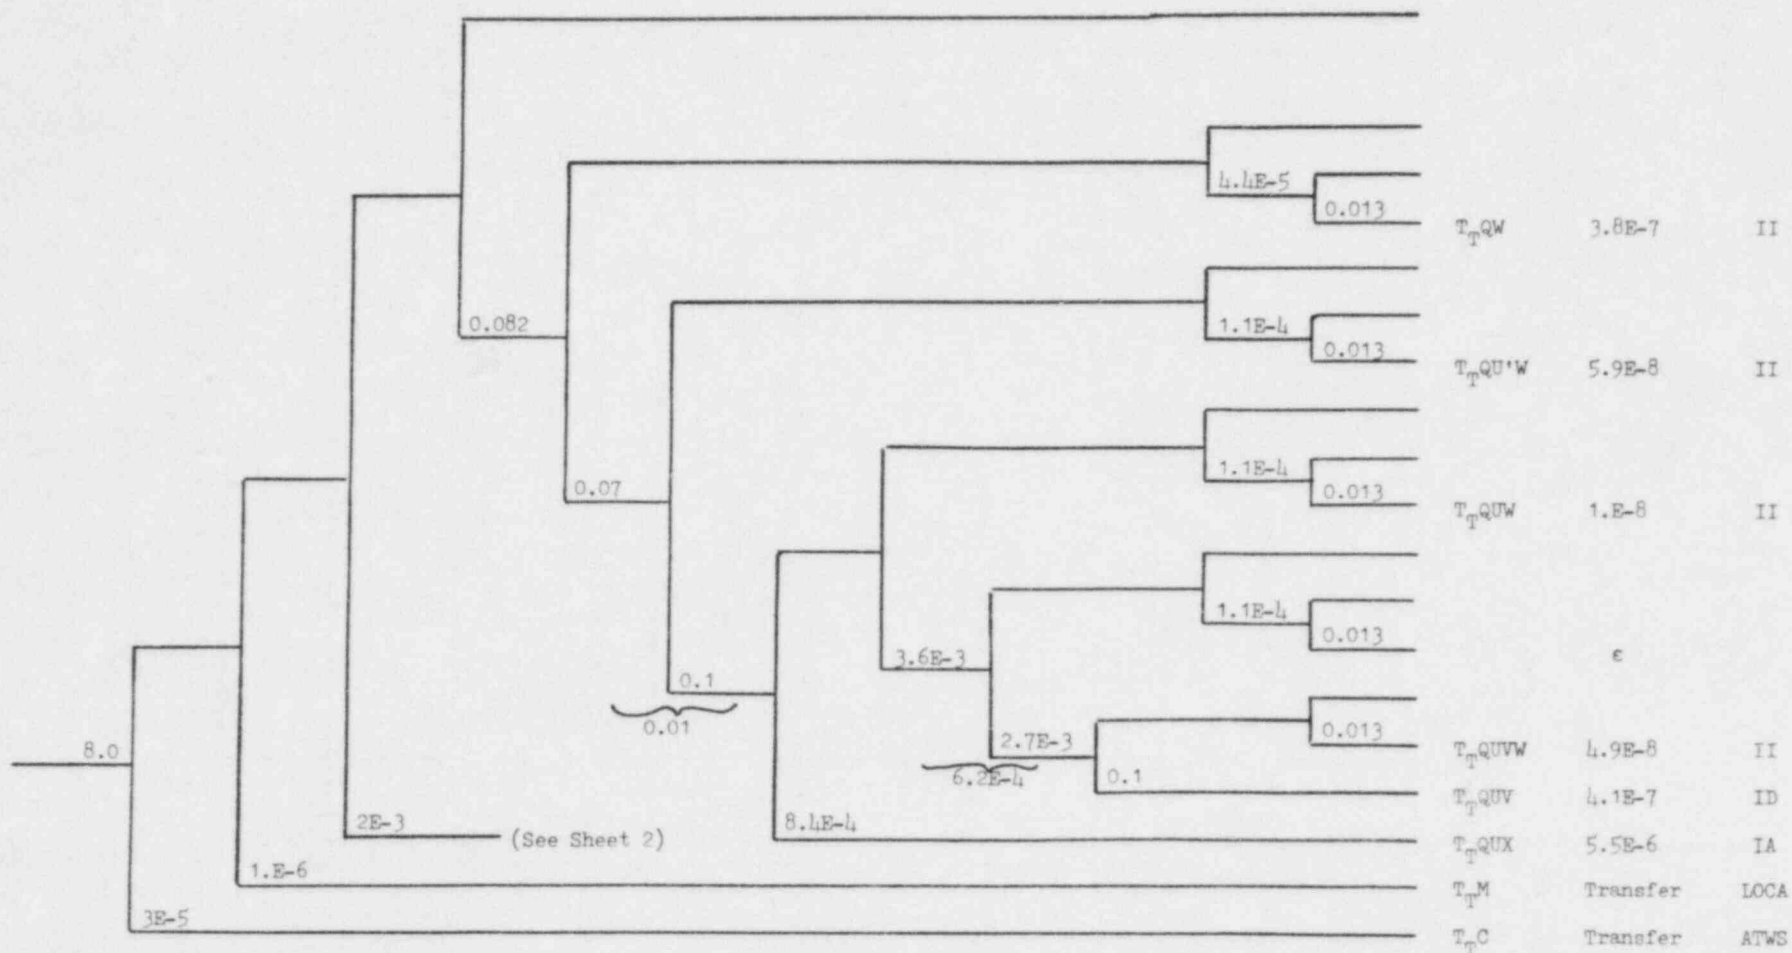 4.4E-5
0.013
T_TQW 3.8E-7 II
0.082
1.1E-4
0.013
T_TQU'W 5.9E-8 II
0.07
1.1E-4
0.013
T_TQUW 1.E-8 II
1.1E-4
0.013
3.6E-3
ε
0.1
0.01
0.013
8.0
2.7E-3
T_TQUVW 4.9E-8 II
6.2E-4
0.1
T_TQUV 4.1E-7 ID
2E-3
(See Sheet 2)
8.4E-4
T_TQUX 5.5E-6 IA
1.E-6
T_TM Transfer LOCA
3E-5
T_TC Transfer ATWS